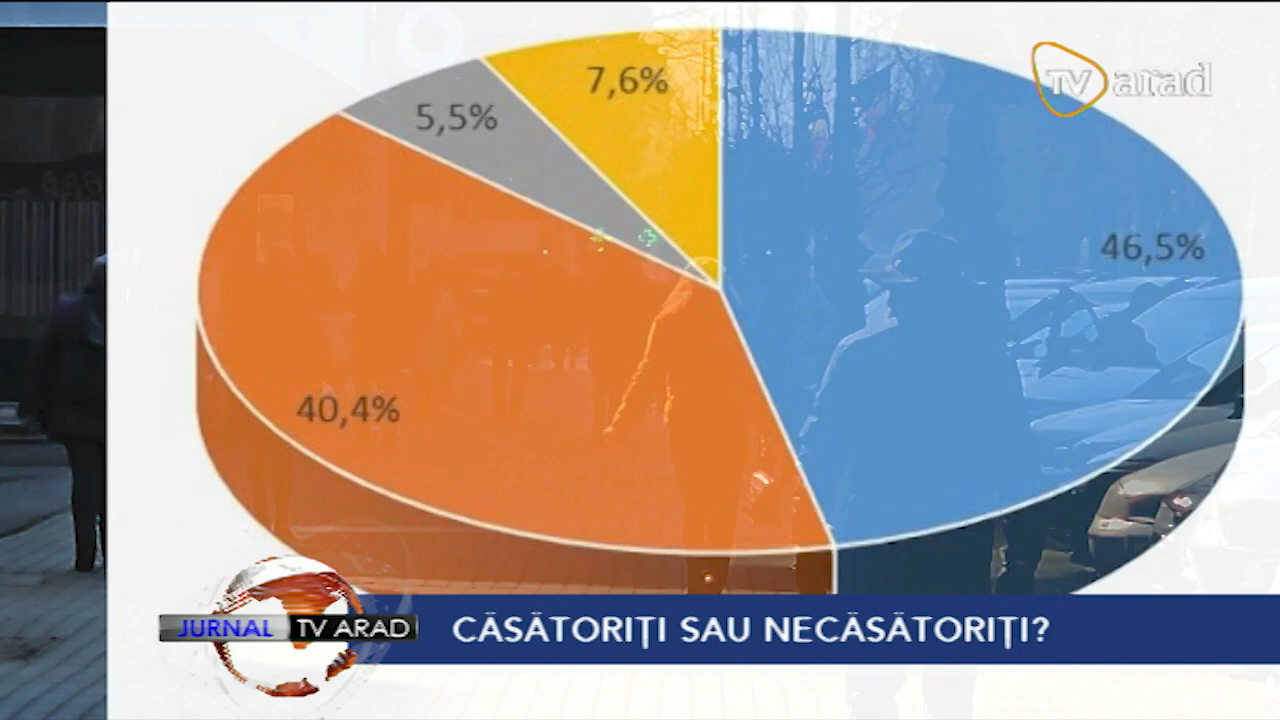 7,6%
5,5%
TV arad
46,5%
40,4%
JURNAL TV ARAD
CĂSĂTORIȚI SAU NECĂSĂTORIȚI?